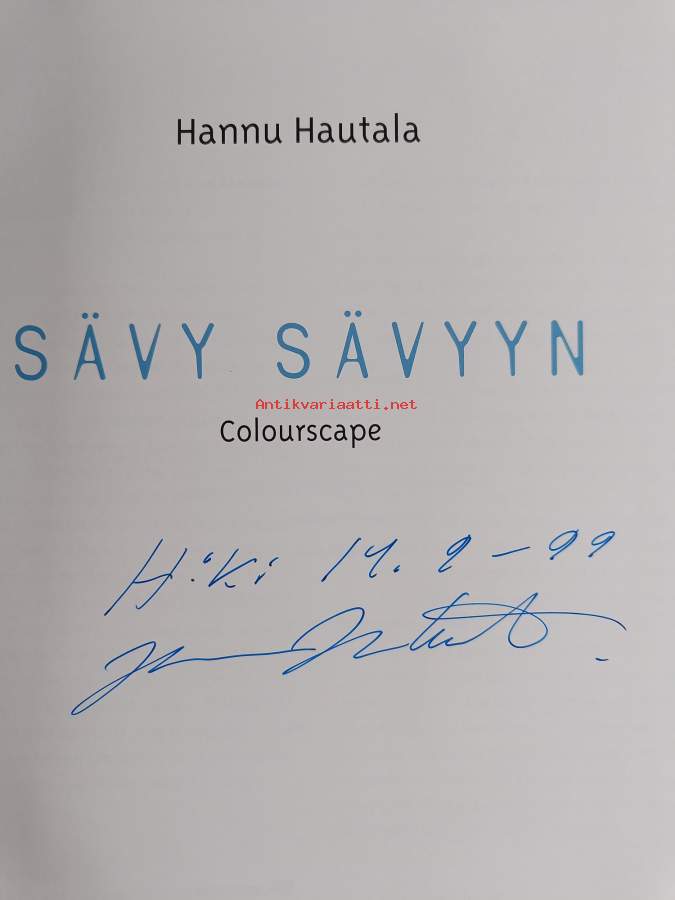 Hannu Hautala
SÄVY SÄVYYN
Antikvariaatti.net
Colourscape
H:Ki 14. 9 - 99